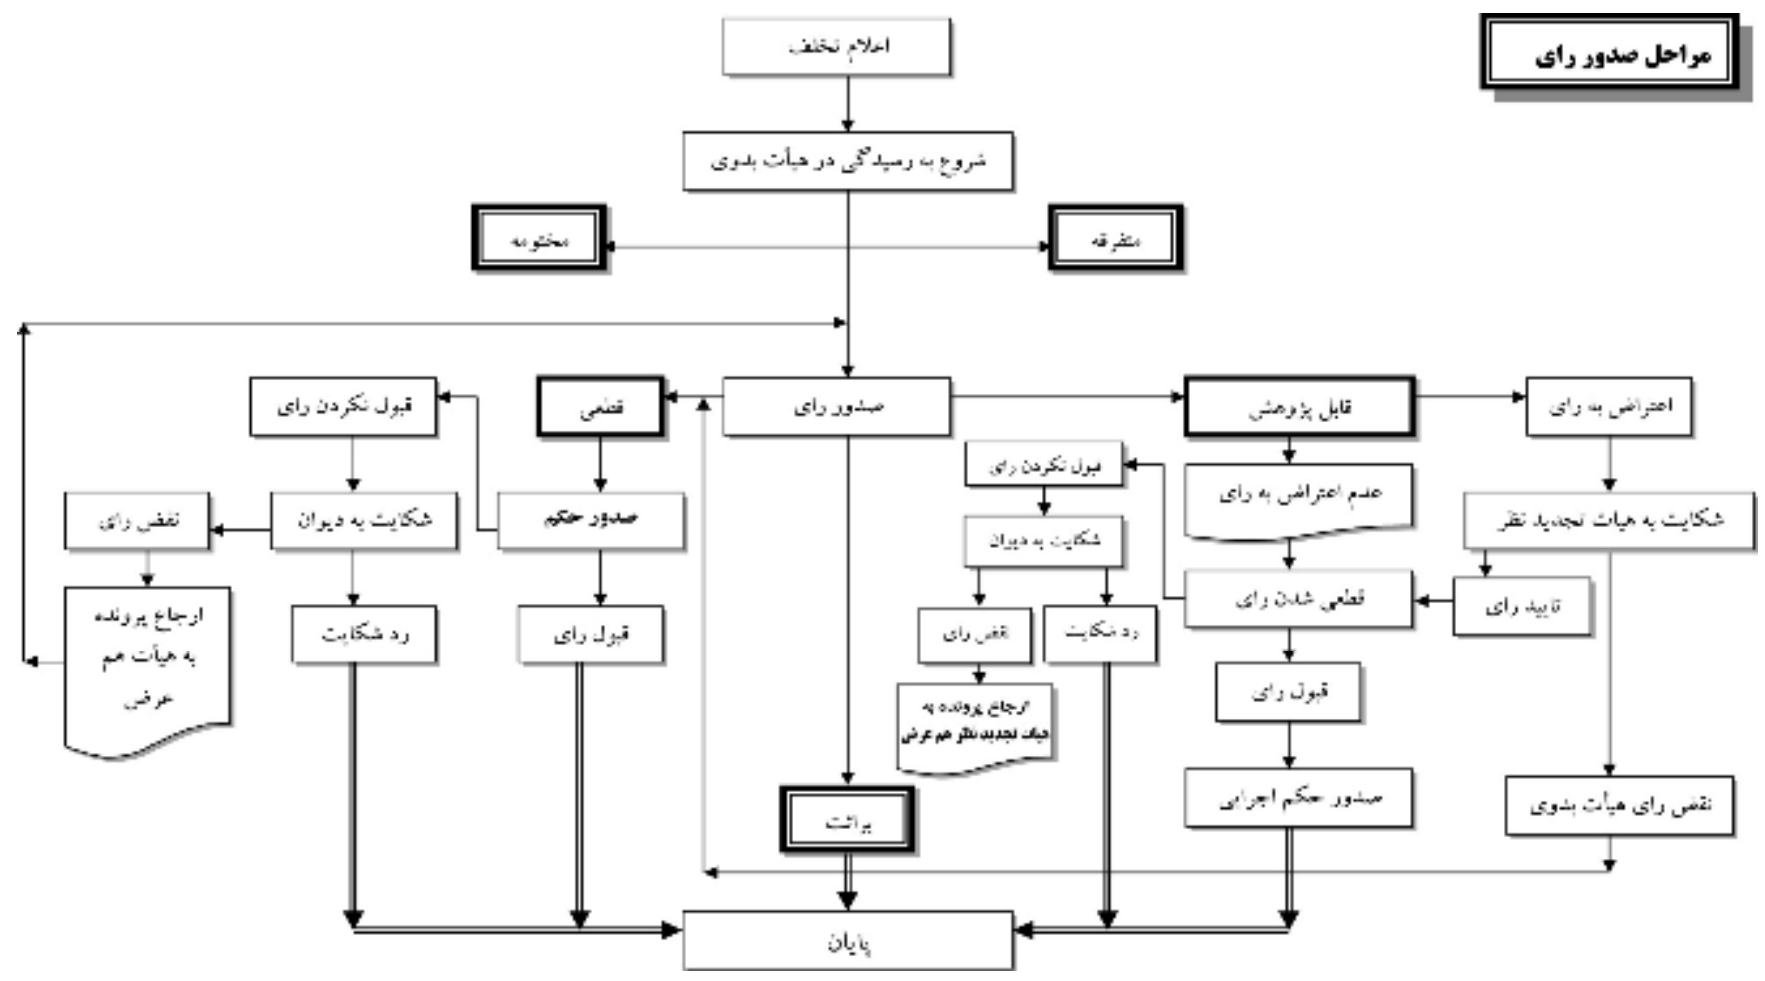 مراحل صدور رای
اعلام تخلف
شروع به رسیدگی در هیأت بدوی
متفرقه
مختومه
اعتراض به رای
قابل پژوهش
صدور رای
قطعی
قبول نکردن رای
قبول نکردن رای
عدم اعتراض به رای
شکایت به هیات تجدید نظر
صدور حکم
شکایت به دیوان
نقض رای
شکایت به دیوان
تایید رای
قطعی شدن رای
رد شکایت
نقض رای
قبول رای
رد شکایت
ارجاع پرونده
به هیأت هم
عرض
قبول رای
ارجاع پرونده به
هیات تجدید نظر هم عرض
نقض رای هیأت بدوی
صدور حکم اجرایی
برائت
پایان